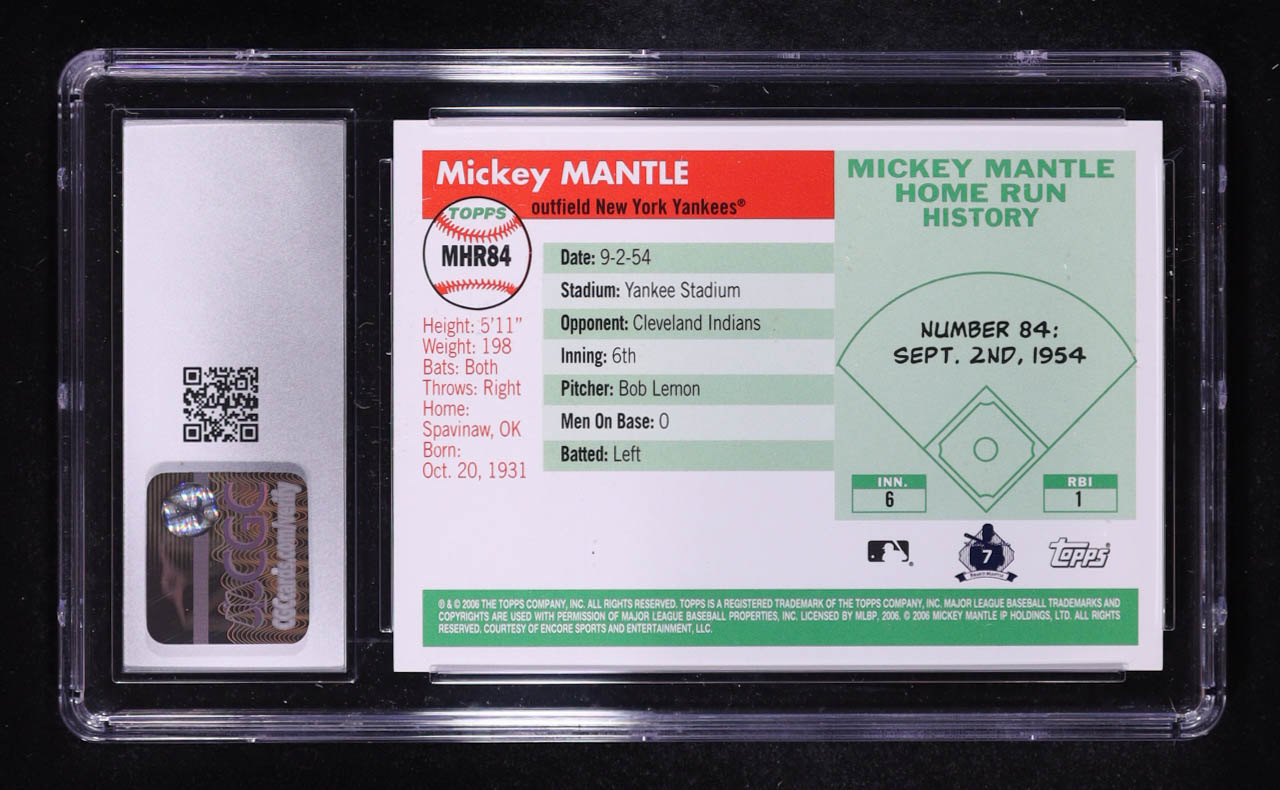 Mickey MANTLE
outfield New York Yankees®
TOPPS
MHR84
Height: 5'11"
Weight: 198
Bats: Both
Throws: Right
Home:
Spavinaw, OK
Born:
Oct. 20, 1931
Date: 9-2-54
Stadium: Yankee Stadium
Opponent: Cleveland Indians
Inning: 6th
Pitcher: Bob Lemon
Men On Base: 0
Batted: Left
MICKEY MANTLE
HOME RUN
HISTORY
NUMBER 84:
SEPT. 2ND, 1954
INN.
6
RBI
1
7
topps®
® & © 2006 THE TOPPS COMPANY, INC. ALL RIGHTS RESERVED. TOPPS IS A REGISTERED TRADEMARK OF THE TOPPS COMPANY, INC. MAJOR LEAGUE BASEBALL TRADEMARKS AND
COPYRIGHTS ARE USED WITH PERMISSION OF MAJOR LEAGUE BASEBALL PROPERTIES, INC. LICENSED BY MLBP, 2006. © 2006 MICKEY MANTLE IP HOLDINGS, LTD. ALL RIGHTS
RESERVED. COURTESY OF ENCORE SPORTS AND ENTERTAINMENT, LLC.
CGC
CGCcards.com/verify